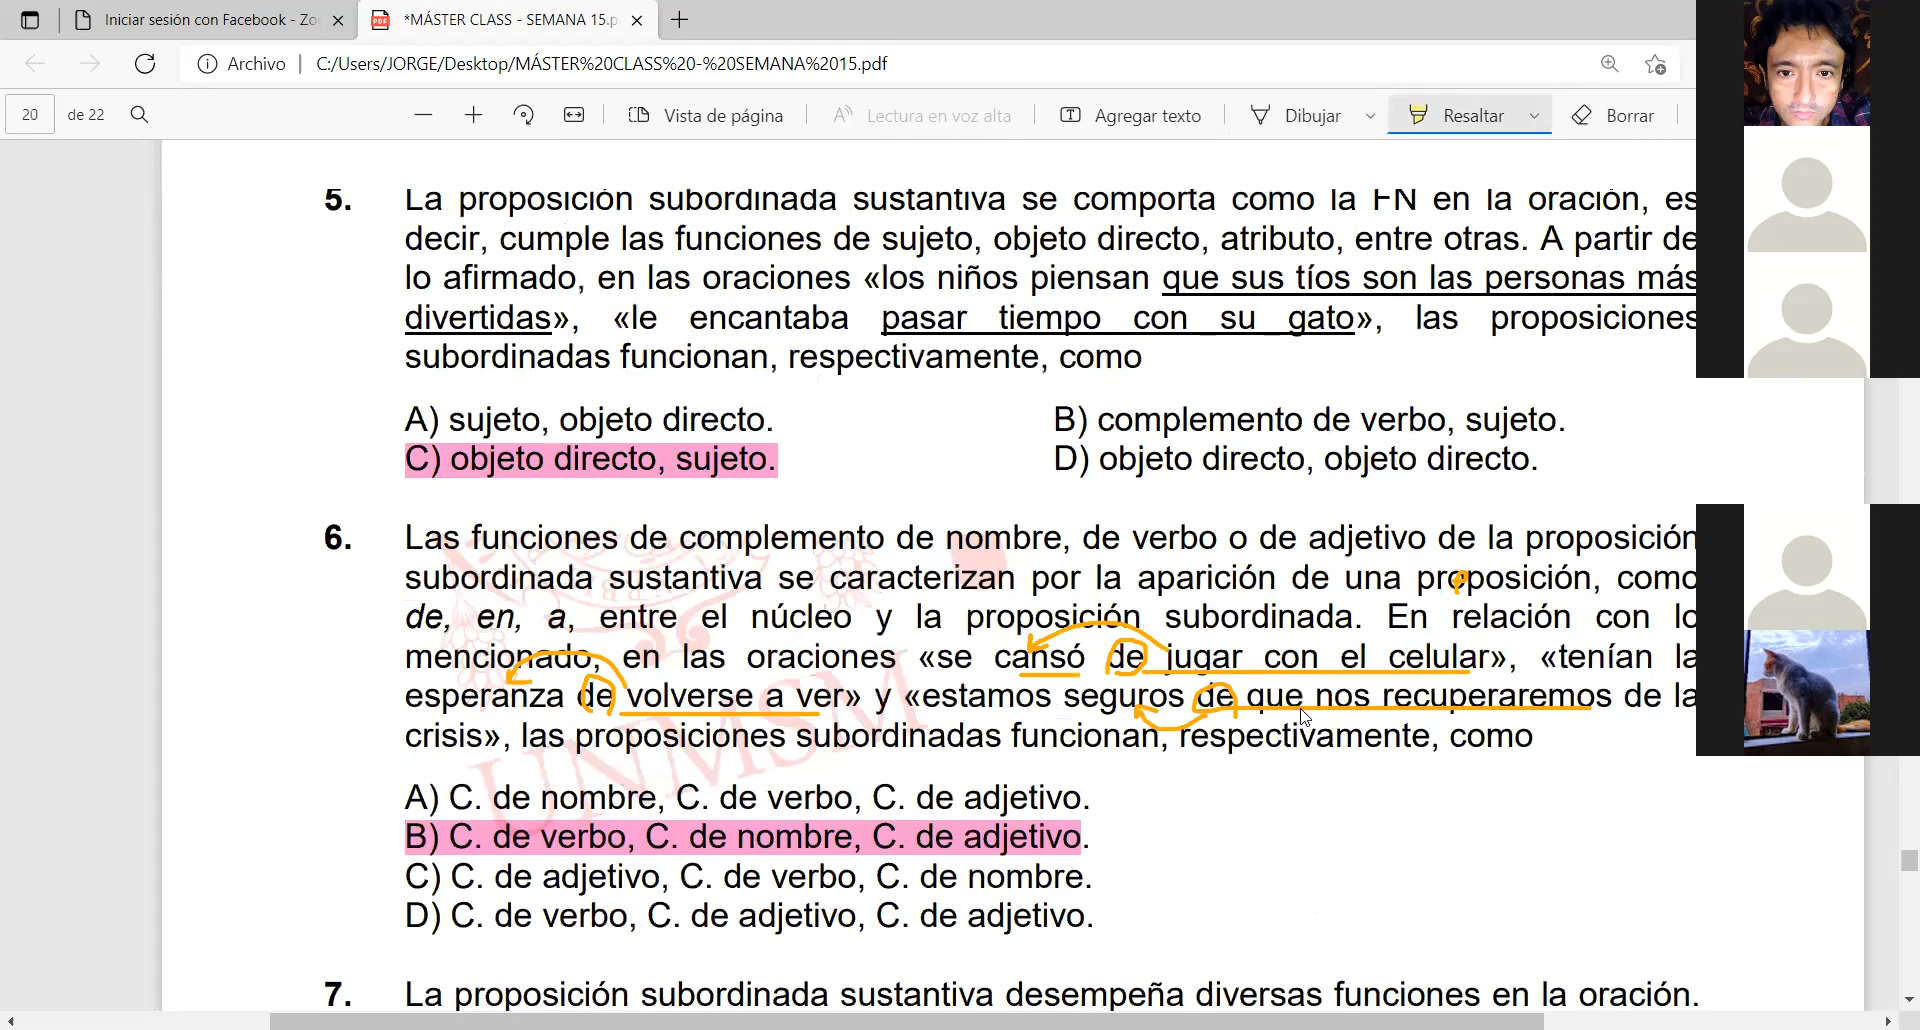 Iniciar sesión con Facebook - Zo
*MÁSTER CLASS - SEMANA 15.p
Archivo
C:/Users/JORGE/Desktop/MÁSTER%20CLASS%20-%20SEMANA%2015.pdf
20 de 22
Vista de página
Lectura en voz alta
Agregar texto
Dibujar
Resaltar
Borrar
5. La proposición subordinada sustantiva se comporta como la FN en la oración, es
decir, cumple las funciones de sujeto, objeto directo, atributo, entre otras. A partir de
lo afirmado, en las oraciones «los niños piensan que sus tíos son las personas más
divertidas», «le encantaba pasar tiempo con su gato», las proposiciones
subordinadas funcionan, respectivamente, como
A) sujeto, objeto directo.
B) complemento de verbo, sujeto.
C) objeto directo, sujeto.
D) objeto directo, objeto directo.
6. Las funciones de complemento de nombre, de verbo o de adjetivo de la proposición
subordinada sustantiva se caracterizan por la aparición de una preposición, como
de, en, a, entre el núcleo y la proposición subordinada. En relación con lo
mencionado, en las oraciones «se cansó de jugar con el celular», «tenían la
esperanza de volverse a ver» y «estamos seguros de que nos recuperaremos de la
crisis», las proposiciones subordinadas funcionan, respectivamente, como
UNMSM
A) C. de nombre, C. de verbo, C. de adjetivo.
B) C. de verbo, C. de nombre, C. de adjetivo.
C) C. de adjetivo, C. de verbo, C. de nombre.
D) C. de verbo, C. de adjetivo, C. de adjetivo.
7. La proposición subordinada sustantiva desempeña diversas funciones en la oración.